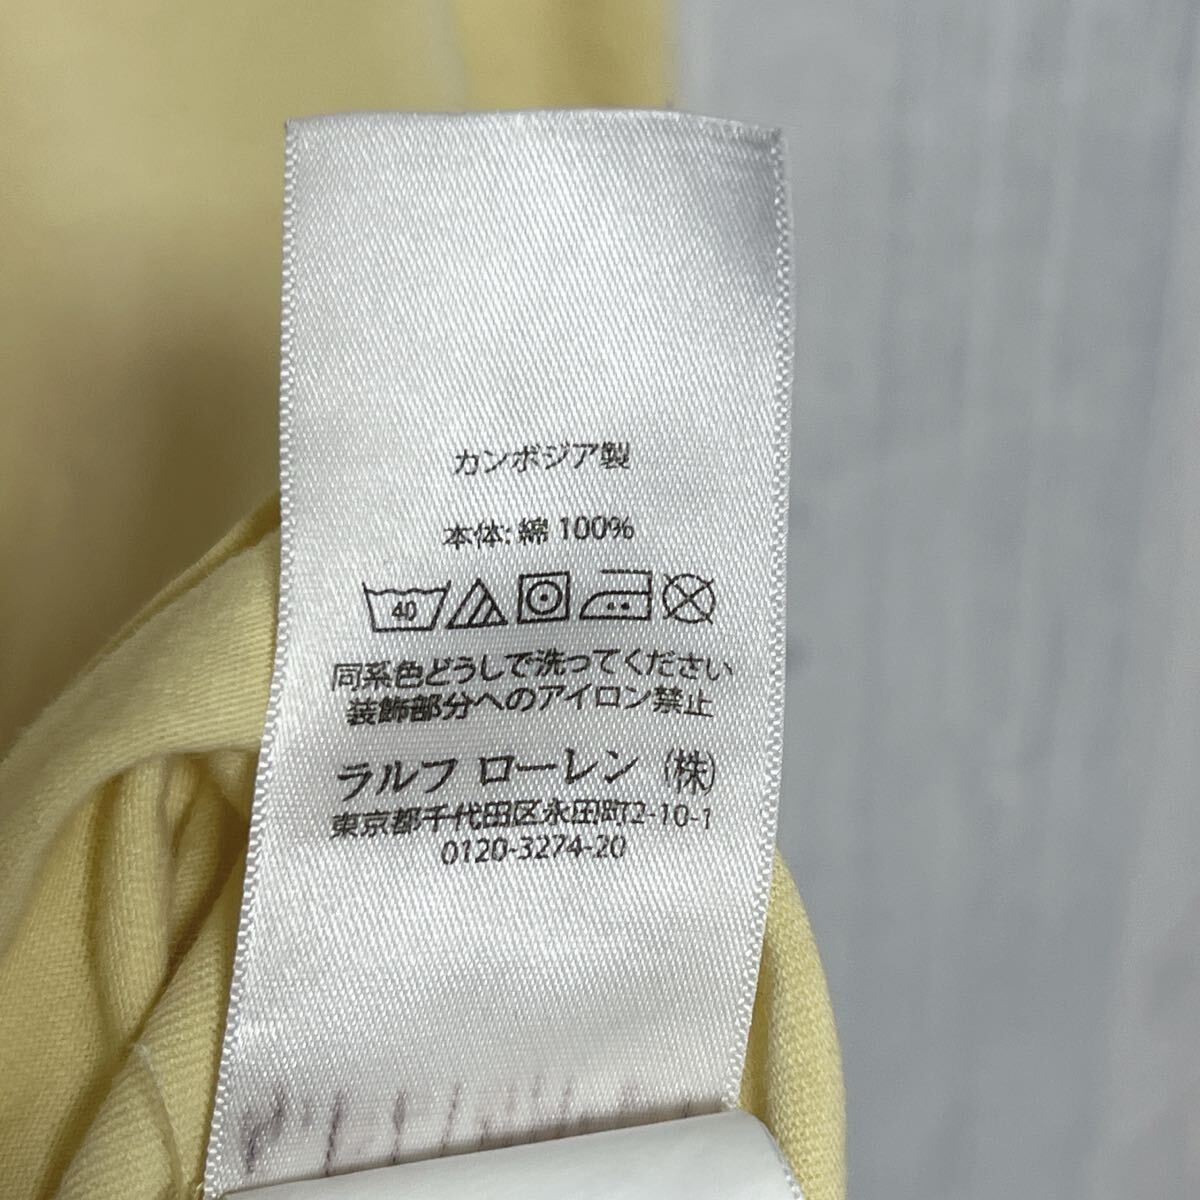 カンボジア製
本体: 綿 100%
40
同系色どうしで洗ってください
装飾部分へのアイロン禁止
ラルフ ローレン (株)
東京都千代田区永田町2-10-1
0120-3274-20